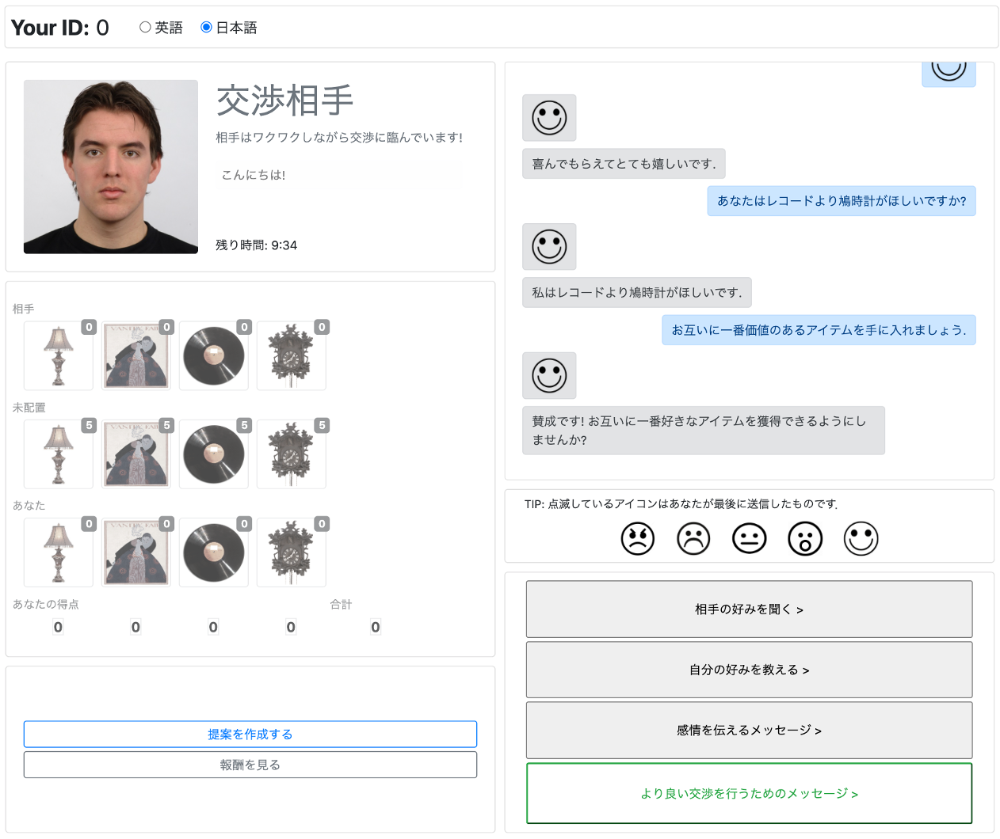 Your ID: 0
英語
日本語
交渉相手
相手はワクワクしながら交渉に臨んでいます!
こんにちは!
残り時間: 9:34
相手
0 0 0 0
未配置
5 5 5 5
あなた
0 0 0 0
あなたの得点 合計
0 0 0 0 0
提案を作成する
報酬を見る
喜んでもらえてとても嬉しいです.
あなたはレコードより鳩時計がほしいですか?
私はレコードより鳩時計がほしいです.
お互いに一番価値のあるアイテムを手に入れましょう.
賛成です! お互いに一番好きなアイテムを獲得できるようにし
ませんか?
TIP: 点滅しているアイコンはあなたが最後に送信したものです.
相手の好みを聞く >
自分の好みを教える >
感情を伝えるメッセージ >
より良い交渉を行うためのメッセージ >